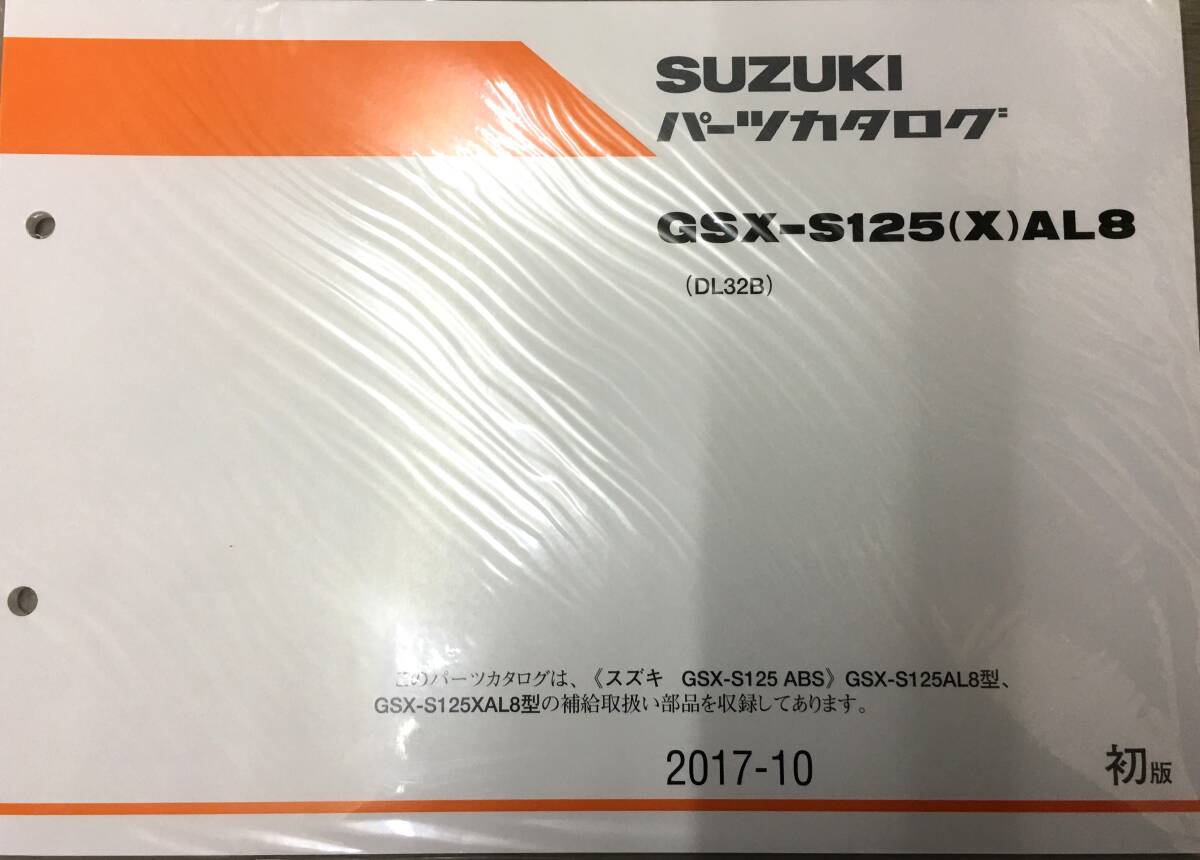 SUZUKI
パーツカタログ
GSX-S125(X)AL8
(DL32B)
このパーツカタログは、《スズキ GSX-S125 ABS》GSX-S125AL8型、
GSX-S125XAL8型の補給取扱い部品を収録してあります。
2017-10
初版